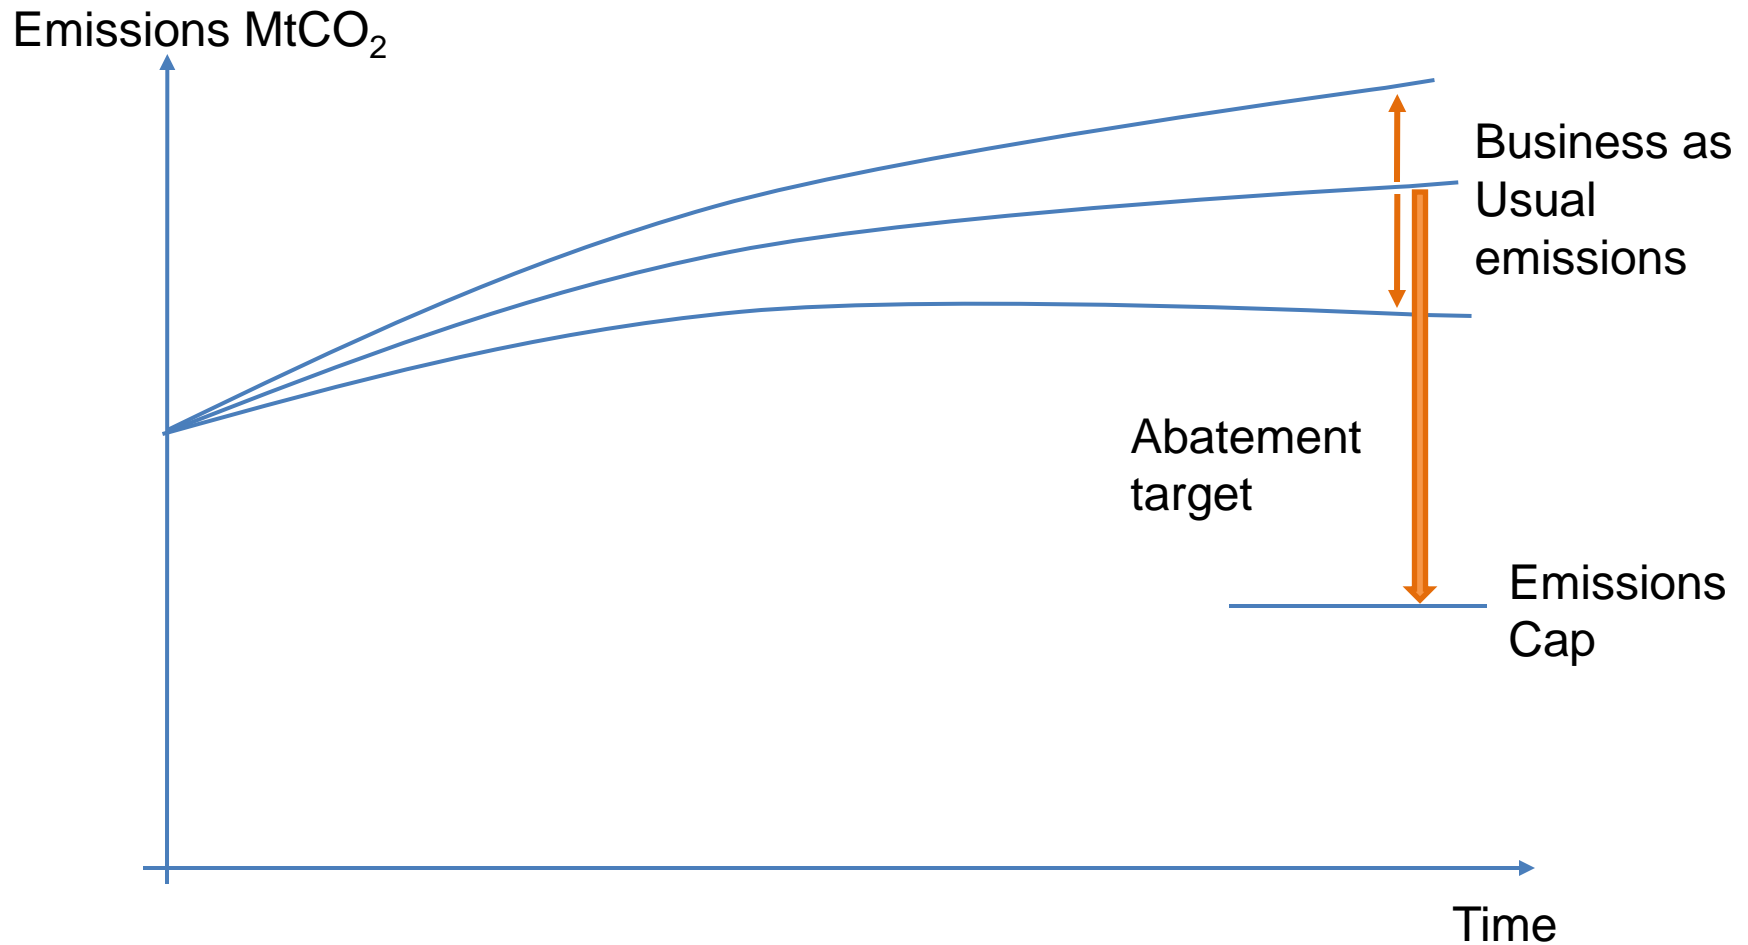 Emissions MtCO₂
Business as
Usual
emissions
Abatement
target
Emissions
Cap
Time